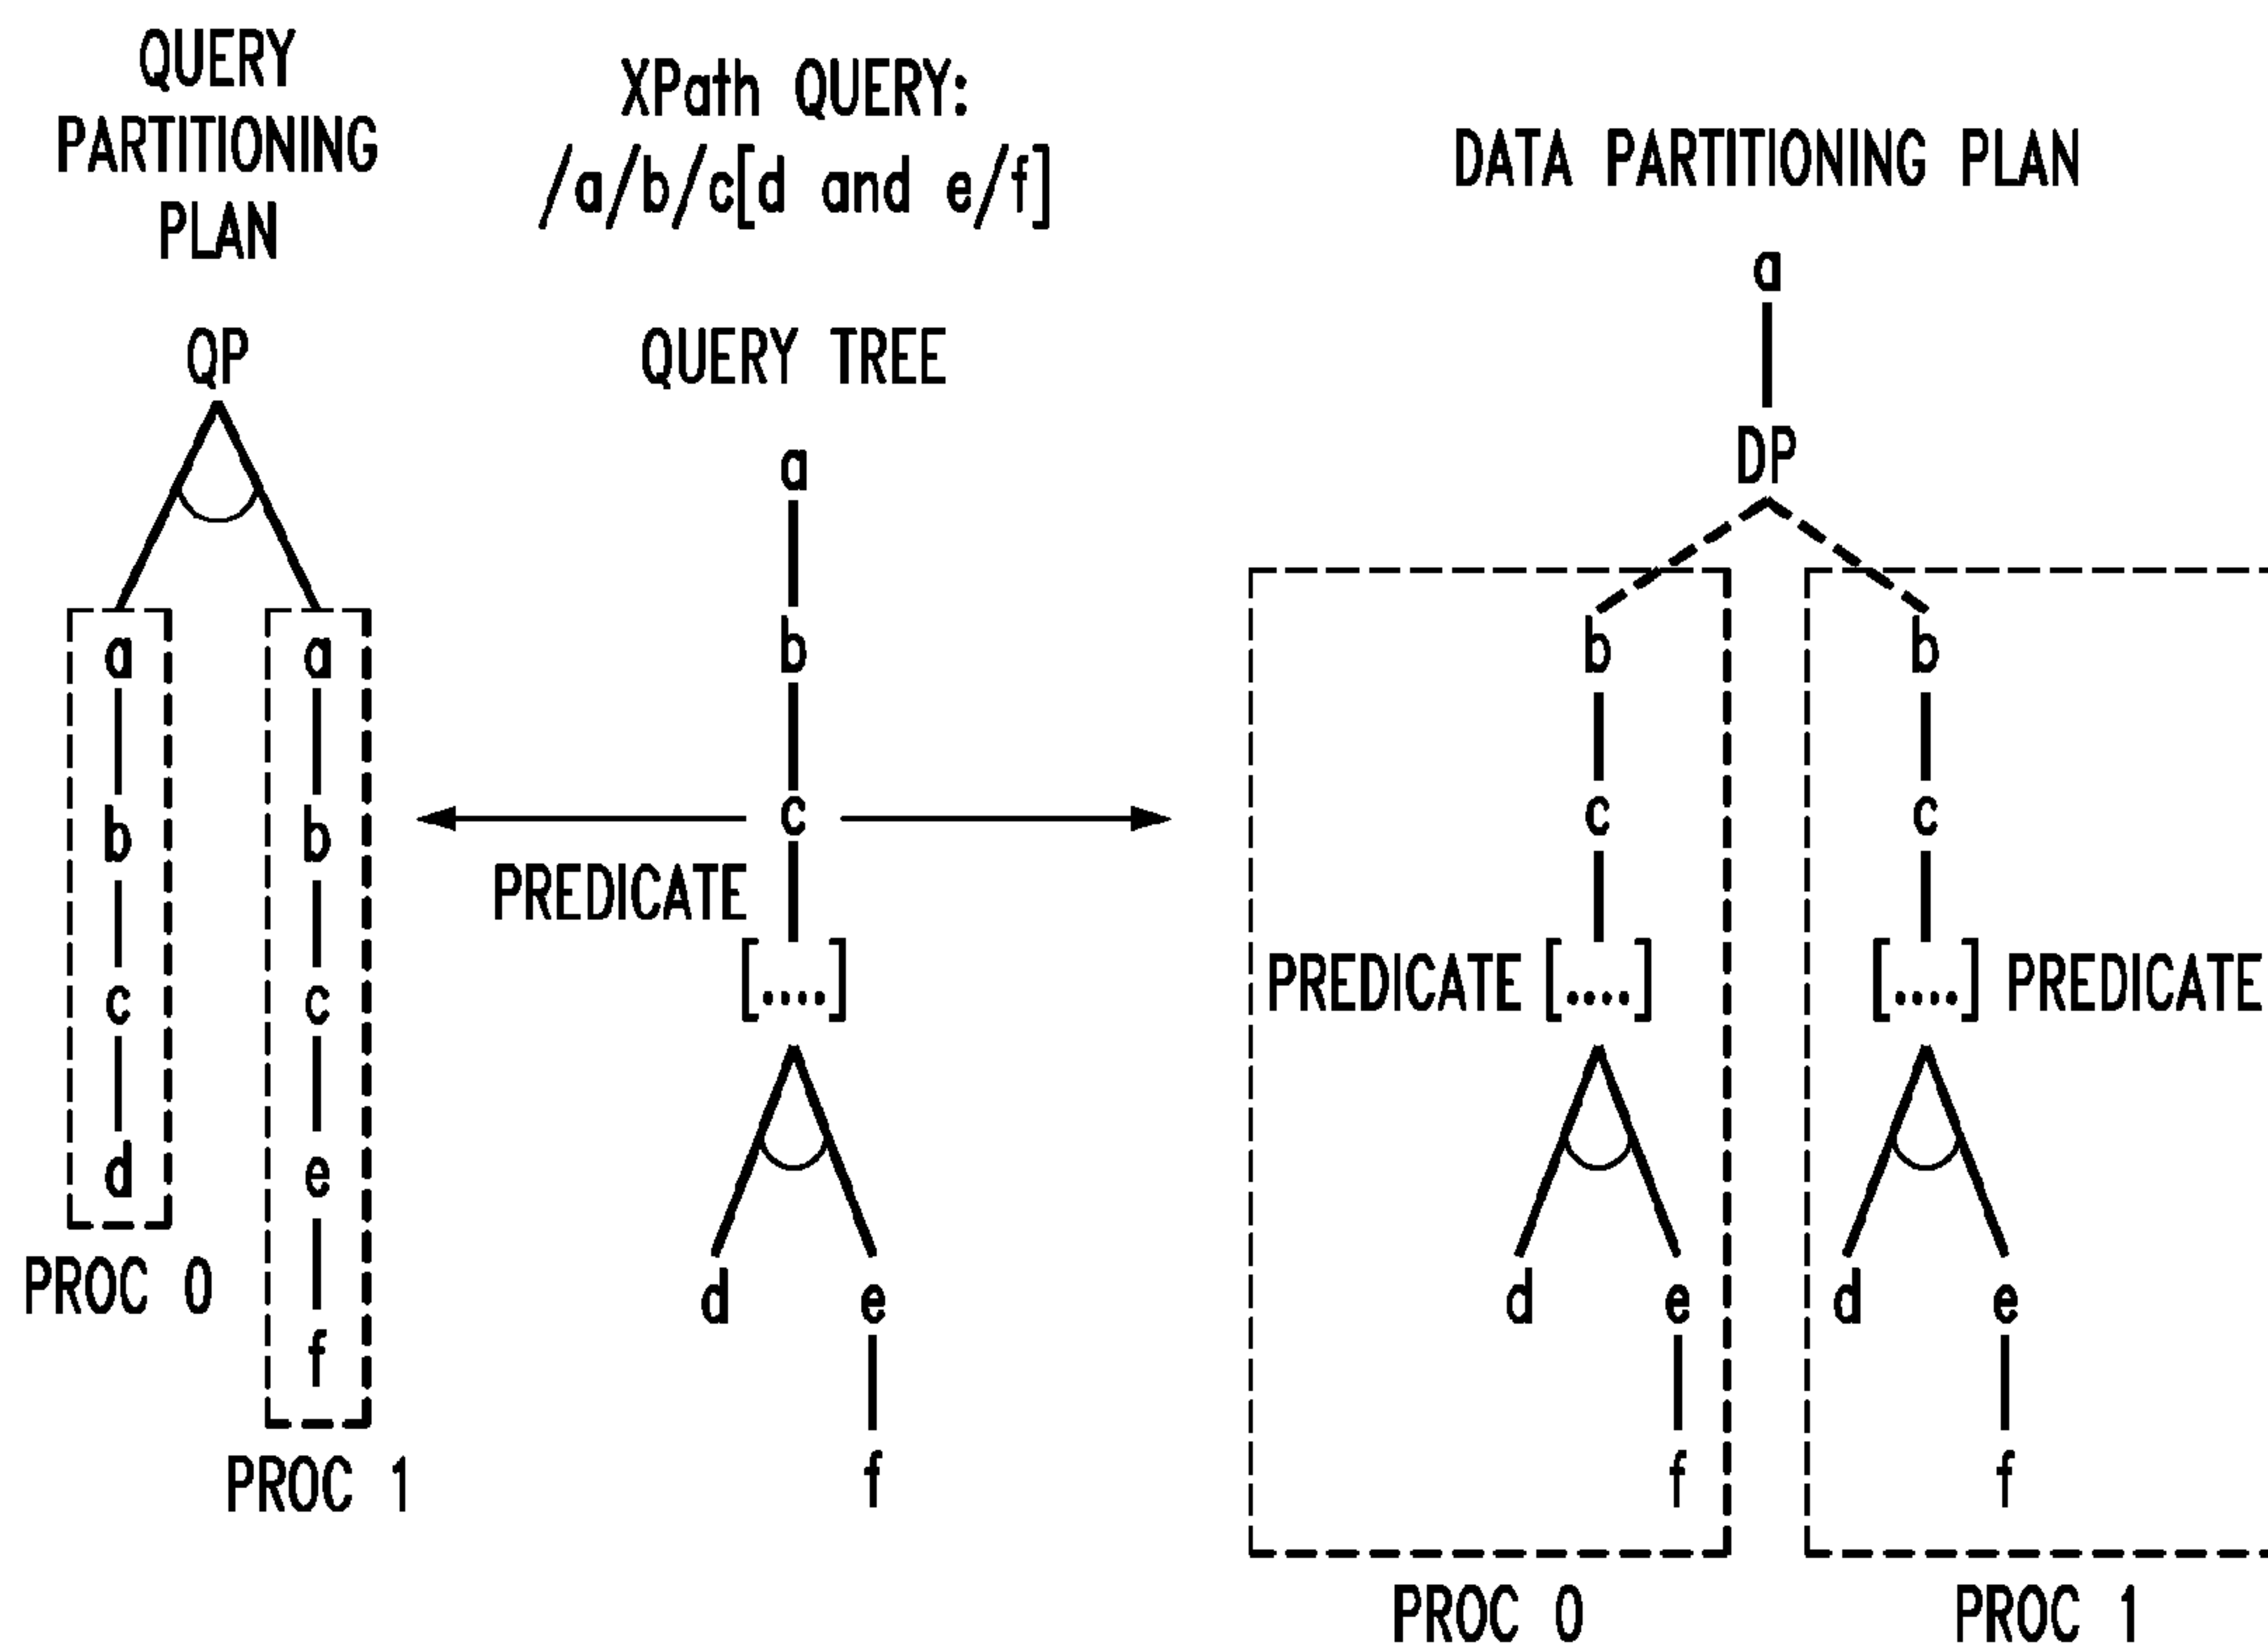 QUERY
PARTITIONING
PLAN
QP
a
b
c
d
PROC 0
a
b
c
e
f
PROC 1
XPath QUERY:
/a/b/c[d and e/f]
QUERY TREE
a
b
c
PREDICATE
[....]
d
e
f
DATA PARTITIONING PLAN
a
DP
b
c
PREDICATE [....]
d
e
f
PROC 0
b
c
[....] PREDICATE
d
e
f
PROC 1